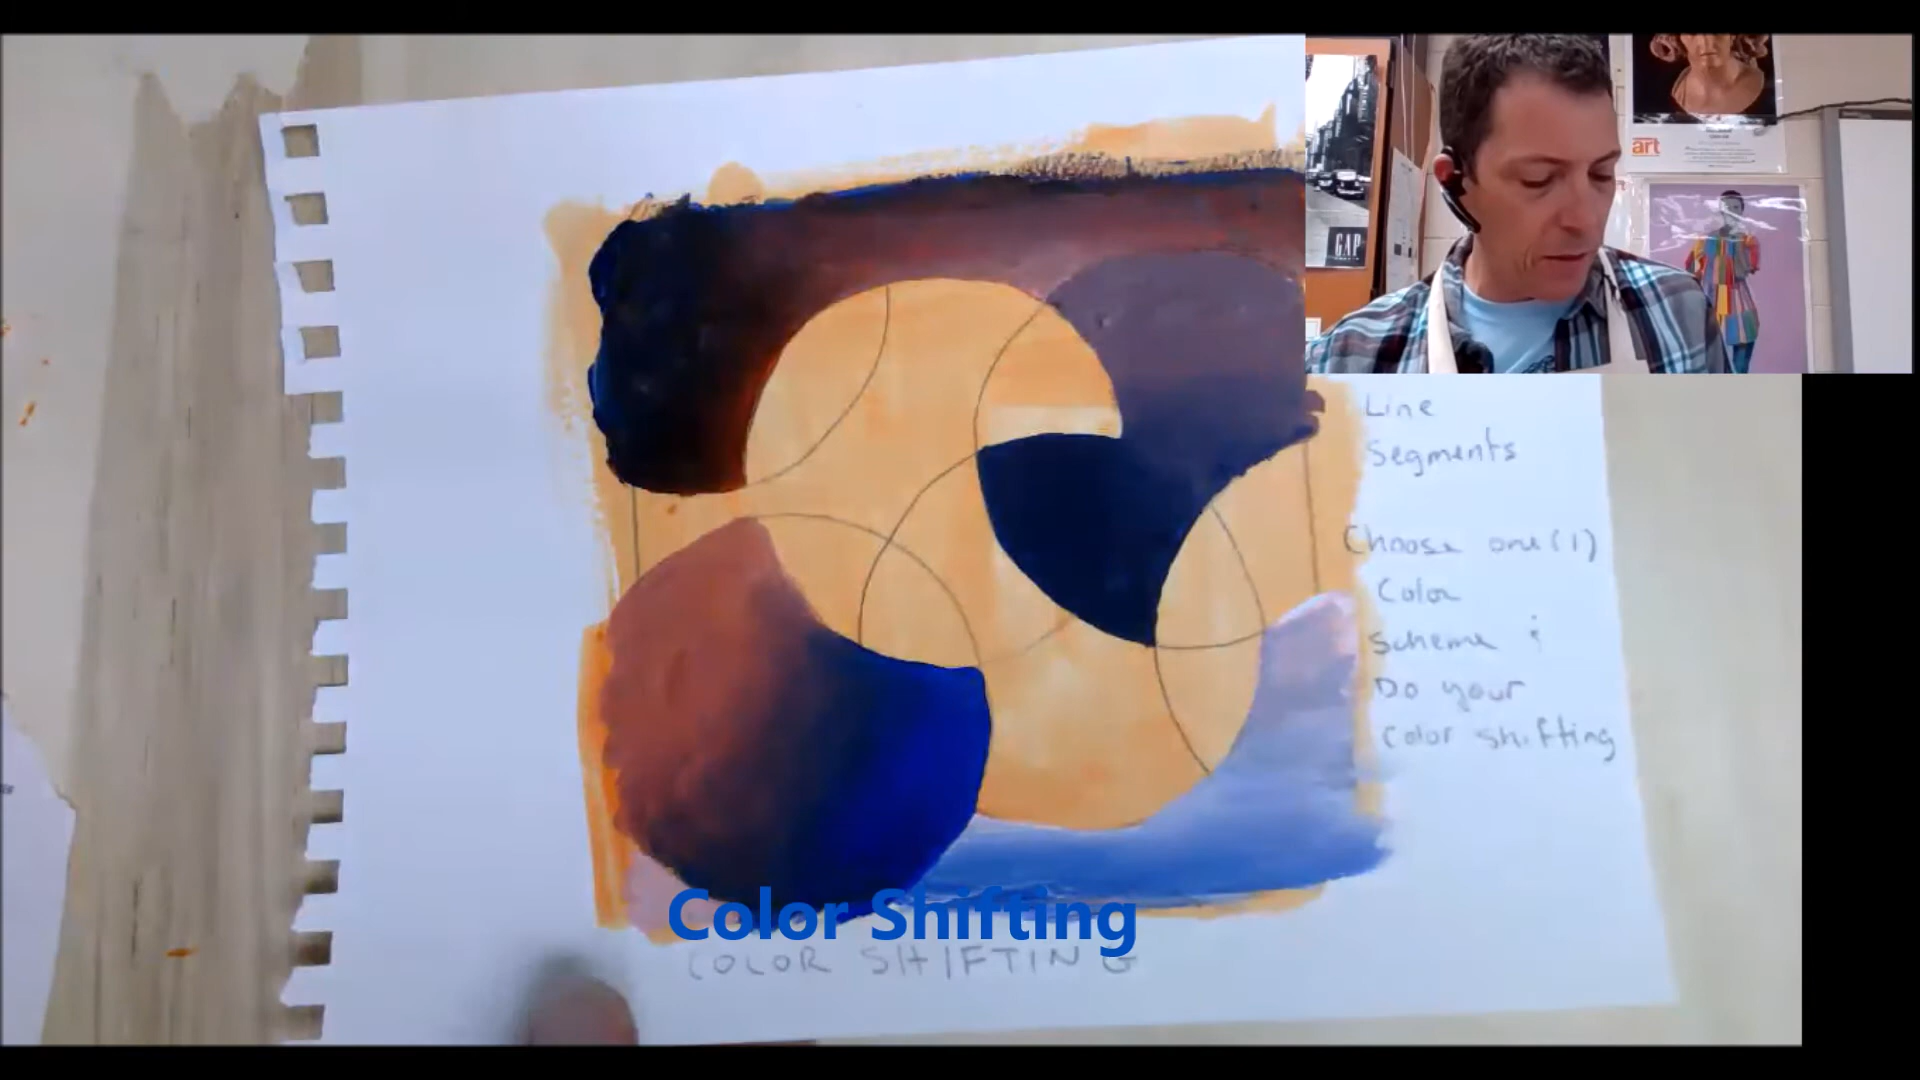 art
GAP
Line
Segments
Choose one (1)
Color
Scheme &
Do your
Color Shifting
Color Shifting
COLOR SHIFTING